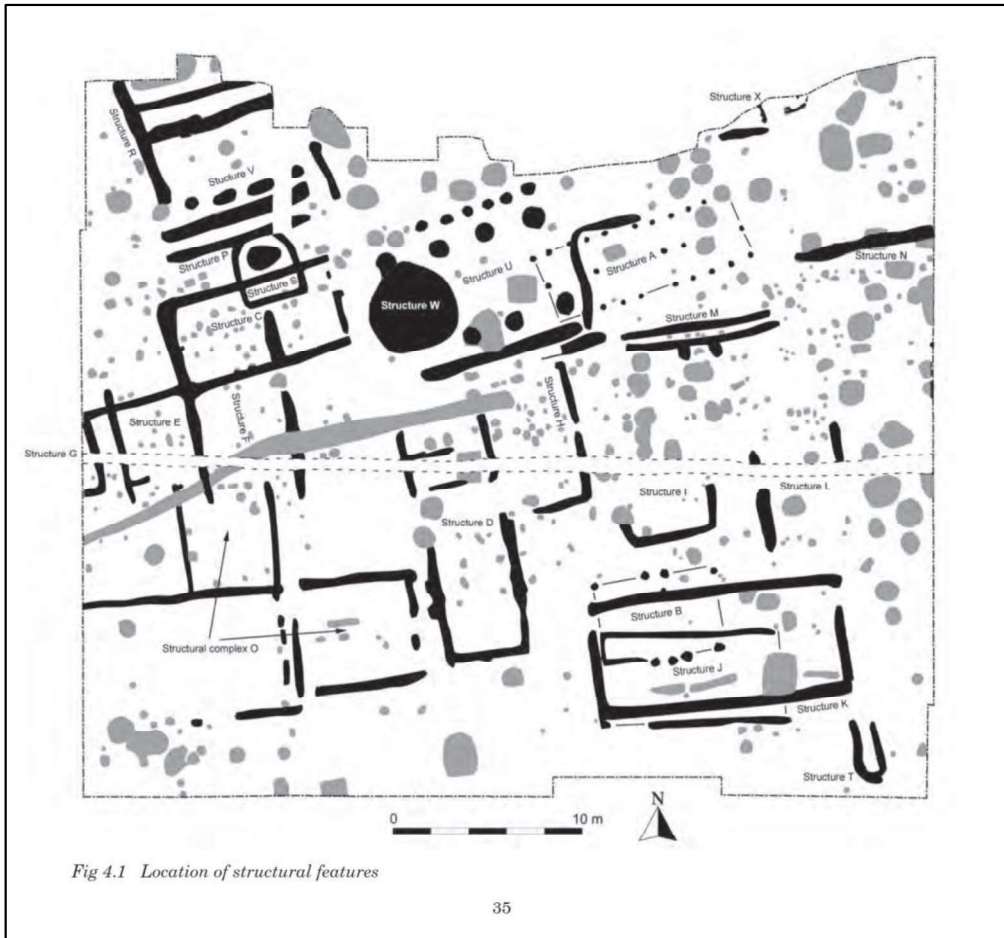 Structure X
Structure R
Stucture V
Structure P
Structure S
Structure C
Structure W
Structure U
Structure A
Structure N
Structure M
Structure E
Structure F
Structure H
Structure G
Structure D
Structure I
Structure L
Structure B
Structural complex O
Structure J
Structure K
Structure T
0 10 m
N
Fig 4.1 Location of structural features
35